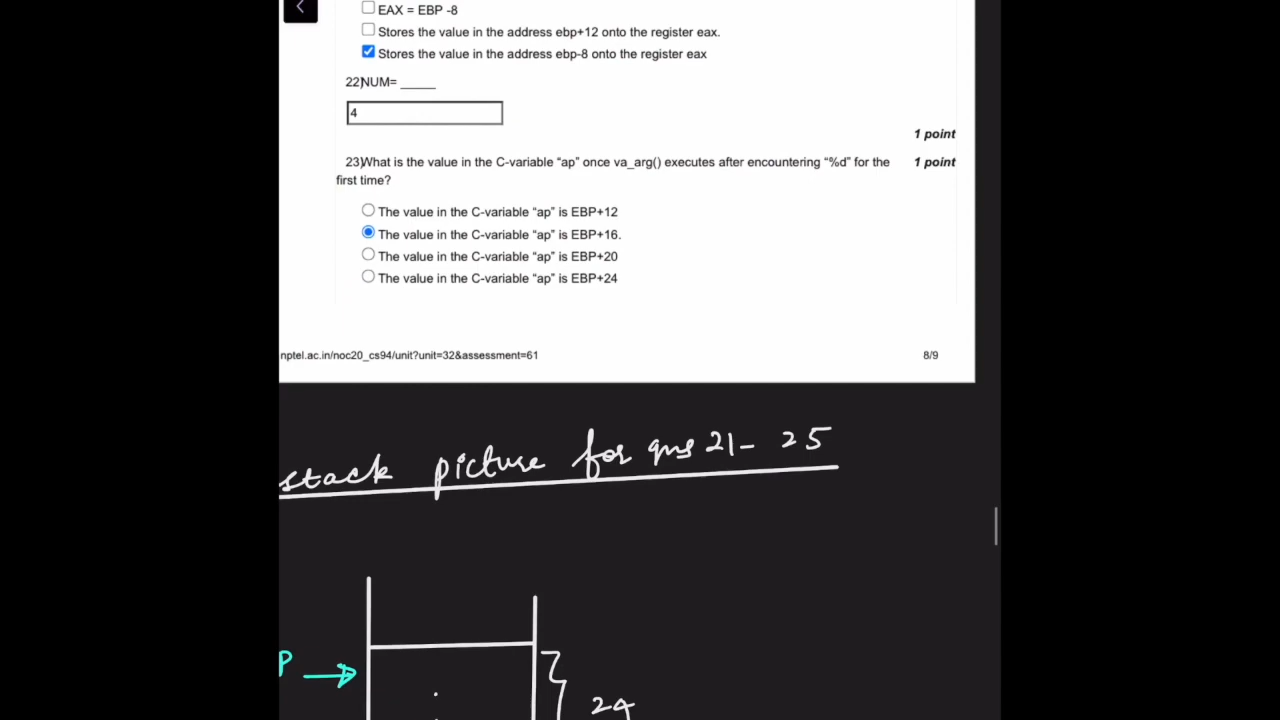 EAX = EBP -8
Stores the value in the address ebp+12 onto the register eax.
Stores the value in the address ebp-8 onto the register eax
22)NUM= _____
4
1 point
23)What is the value in the C-variable “ap” once va_arg() executes after encountering “%d” for the
1 point
first time?
The value in the C-variable “ap” is EBP+12
The value in the C-variable “ap” is EBP+16.
The value in the C-variable “ap” is EBP+20
The value in the C-variable “ap” is EBP+24
nptel.ac.in/noc20_cs94/unit?unit=32&assessment=61
8/9
stack picture for qns 21- 25
P
24